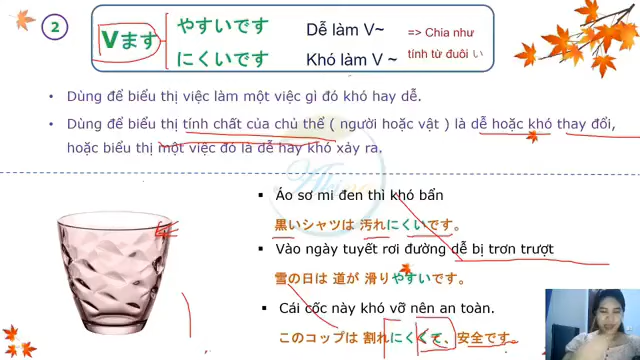 2
Vます
やすいです Dễ làm V~
にくいです Khó làm V ~
=> Chia như
tính từ đuôi い
• Dùng để biểu thị việc làm một việc gì đó khó hay dễ.
• Dùng để biểu thị tính chất của chủ thể ( người hoặc vật ) là dễ hoặc khó thay đổi,
hoặc biểu thị một việc đó là dễ hay khó xảy ra.
▪ Áo sơ mi đen thì khó bẩn
黒いシャツは 汚れにくいです。
▪ Vào ngày tuyết rơi đường dễ bị trơn trượt
雪の日は 道が 滑りやすいです。
▪ Cái cốc này khó vỡ nên an toàn.
このコップは 割れにくくて、安全です。